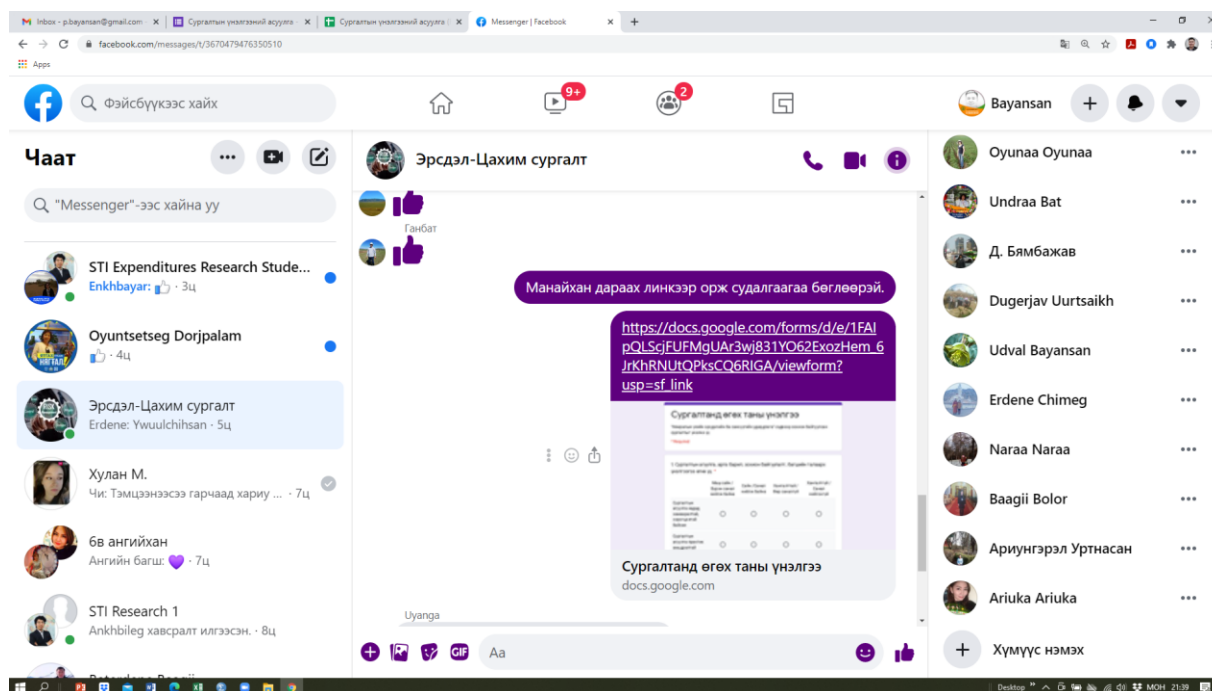 Inbox - p.bayansan@gmail.com
Сургалтын үнэлгээний асуулга
Сургалтын үнэлгээний асуулга
Messenger | Facebook
facebook.com/messages/t/3670479476350510
Apps
Фэйсбүүкээс хайх
9+
2
Bayansan
Чаат
"Messenger"-ээс хайна уу
STI Expenditures Research Stude...
Enkhbayar: · 3ц
Oyuntsetseg Dorjpalam
· 4ц
Эрсдэл-Цахим сургалт
Erdene: Ywuulchihsan · 5ц
Хулан М.
Чи: Тэмцээнээсээ гарчаад хариу ... · 7ц
6в ангийхан
Ангийн багш: 💜 · 7ц
STI Research 1
Ankhbileg хавсралт илгээсэн. · 8ц
Эрсдэл-Цахим сургалт
Ганбат
Манайхан дараах линкээр орж судалгаагаа бөглөөрэй.
https://docs.google.com/forms/d/e/1FAI
pQLScjFUFMgUAr3wj831YO62ExozHem_6
JrKhRNUtQPksCQ6RIGA/viewform?
usp=sf_link
Сургалтанд өгөх таны үнэлгээ
Сургалтанд өгөх таны үнэлгээ
docs.google.com
Uyanga
GIF
Aa
Oyunaa Oyunaa
Undraa Bat
Д. Бямбажав
Dugerjav Uurtsaikh
Udval Bayansan
Erdene Chimeg
Naraa Naraa
Baagii Bolor
Ариунгэрэл Уртнасан
Ariuka Ariuka
Хүмүүс нэмэх
Desktop
МОН
21:39